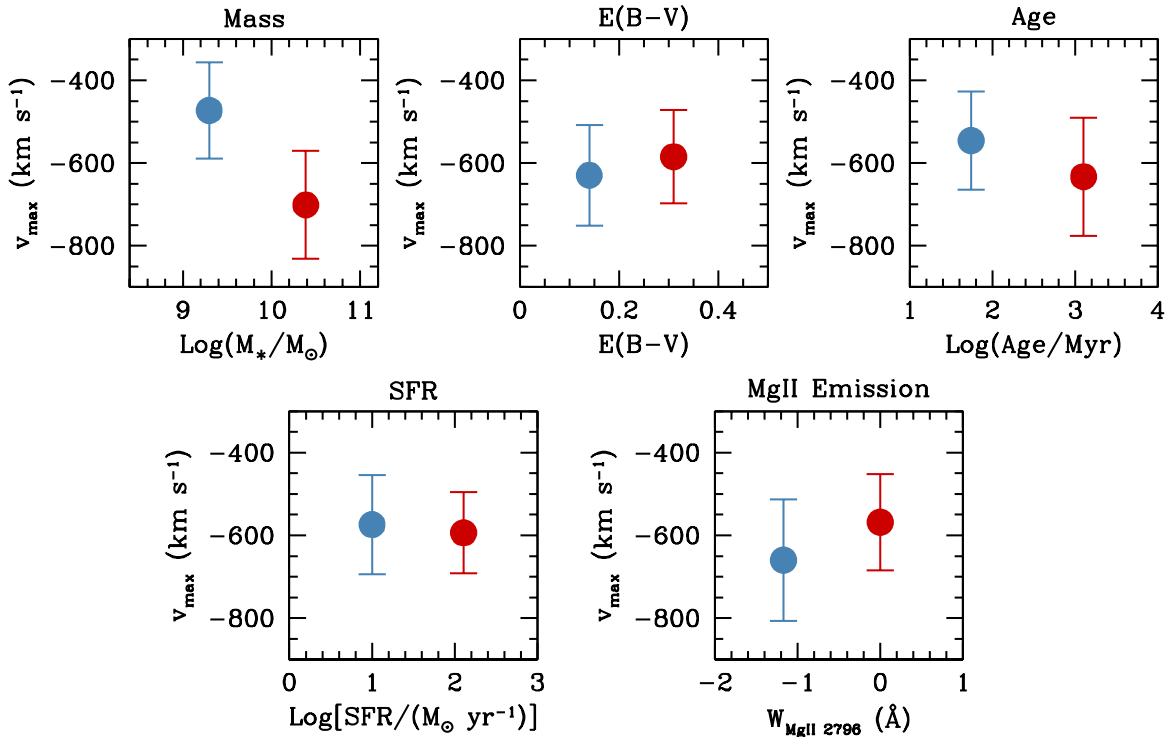 Mass
E(B−V)
Age
−400
−600
−800
v_max (km s⁻¹)
9
10
11
Log(M_*/M_⊙)
−400
−600
−800
v_max (km s⁻¹)
0
0.2
0.4
E(B−V)
−400
−600
−800
v_max (km s⁻¹)
1
2
3
4
Log(Age/Myr)
SFR
MgII Emission
−400
−600
−800
v_max (km s⁻¹)
0
1
2
3
Log[SFR/(M_⊙ yr⁻¹)]
−400
−600
−800
v_max (km s⁻¹)
−2
−1
0
1
W_MgII 2796 (Å)